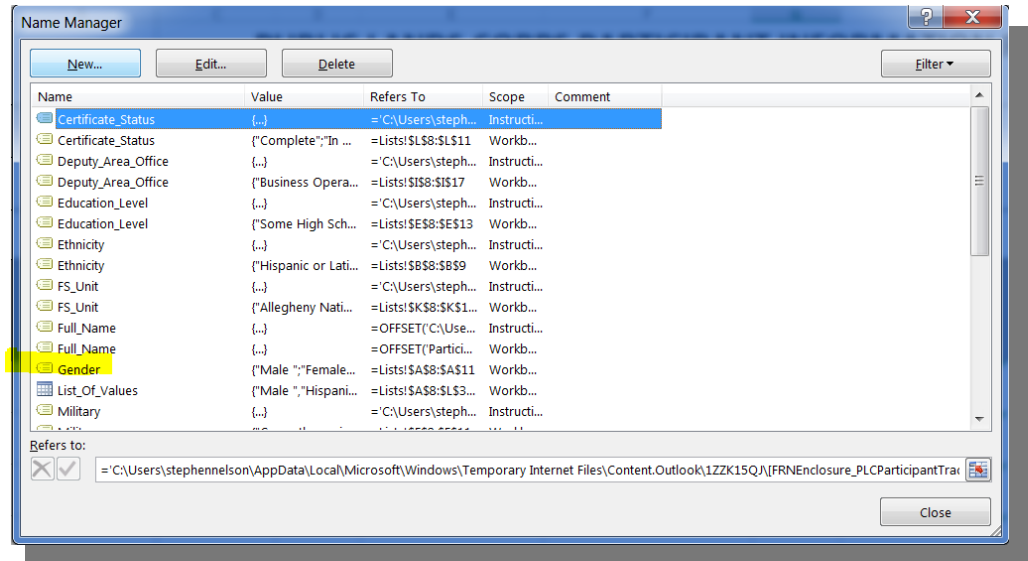 Name Manager
New... Edit... Delete Filter
Name Value Refers To Scope Comment
Certificate_Status {...} ='C:\Users\steph... Instructi...
Certificate_Status {"Complete";"In ... =Lists!$L$8:$L$11 Workb...
Deputy_Area_Office {...} ='C:\Users\steph... Instructi...
Deputy_Area_Office {"Business Opera... =Lists!$I$8:$I$17 Workb...
Education_Level {...} ='C:\Users\steph... Instructi...
Education_Level {"Some High Sch... =Lists!$E$8:$E$13 Workb...
Ethnicity {...} ='C:\Users\steph... Instructi...
Ethnicity {"Hispanic or Lati... =Lists!$B$8:$B$9 Workb...
FS_Unit {...} ='C:\Users\steph... Instructi...
FS_Unit {"Allegheny Nati... =Lists!$K$8:$K$1... Workb...
Full_Name {...} =OFFSET('C:\Use... Instructi...
Full_Name {...} =OFFSET('Partici... Workb...
Gender {"Male ";"Female... =Lists!$A$8:$A$11 Workb...
List_Of_Values {"Male ","Hispani... =Lists!$A$8:$L$3... Workb...
Military {...} ='C:\Users\steph... Instructi...
Refers to:
='C:\Users\stephennelson\AppData\Local\Microsoft\Windows\Temporary Internet Files\Content.Outlook\1ZZK15QJ\[FRNEnclosure_PLCParticipantTrac
Close